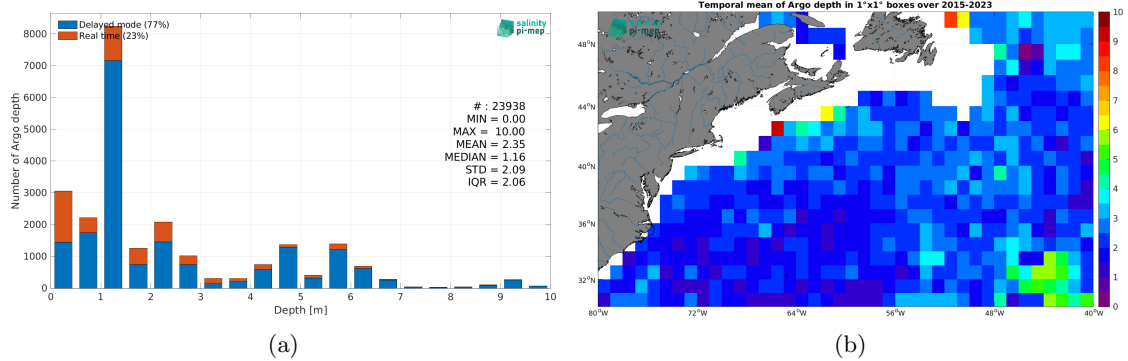 Delayed mode (77%)
Real time (23%)
salinity
pi-mep
8000
7000
6000
5000
4000
3000
2000
1000
0
Number of Argo depth
# : 23938
MIN = 0.00
MAX = 10.00
MEAN = 2.35
MEDIAN = 1.16
STD = 2.09
IQR = 2.06
0 1 2 3 4 5 6 7 8 9 10
Depth [m]
(a)
Temporal mean of Argo depth in 1°x1° boxes over 2015-2023
salinity
pi-mep
48°N
44°N
40°N
36°N
32°N
80°W 72°W 64°W 56°W 48°W 40°W
10
9
8
7
6
5
4
3
2
1
0
(b)